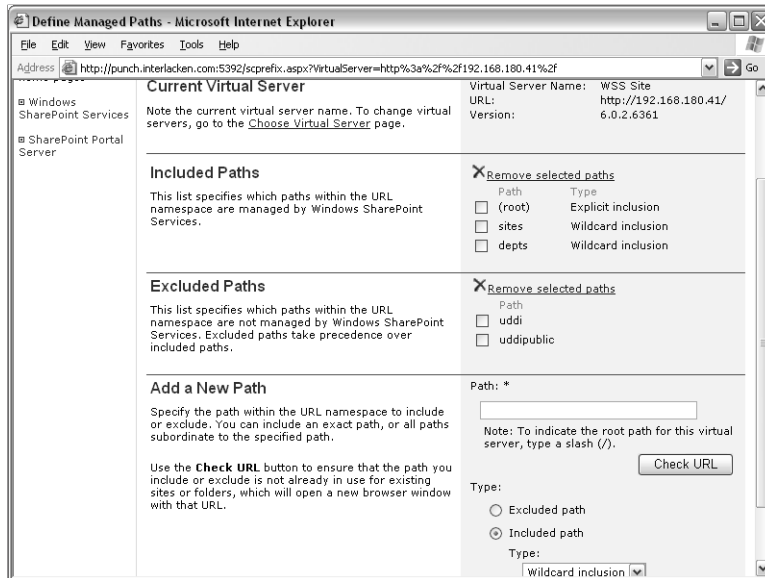 Define Managed Paths - Microsoft Internet Explorer
File Edit View Favorites Tools Help
Address http://punch.interlacken.com:5392/scprefix.aspx?VirtualServer=http%3a%2f%2f192.168.180.41%2f Go
Windows
SharePoint Services
SharePoint Portal
Server
Current Virtual Server
Note the current virtual server name. To change virtual
servers, go to the Choose Virtual Server page.
Virtual Server Name: WSS Site
URL: http://192.168.180.41/
Version: 6.0.2.6361
Included Paths
This list specifies which paths within the URL
namespace are managed by Windows SharePoint
Services.
Remove selected paths
Path Type
(root) Explicit inclusion
sites Wildcard inclusion
depts Wildcard inclusion
Excluded Paths
This list specifies which paths within the URL
namespace are not managed by Windows SharePoint
Services. Excluded paths take precedence over
included paths.
Remove selected paths
Path
uddi
uddipublic
Add a New Path
Specify the path within the URL namespace to include
or exclude. You can include an exact path, or all paths
subordinate to the specified path.
Use the Check URL button to ensure that the path you
include or exclude is not already in use for existing
sites or folders, which will open a new browser window
with that URL.
Path: *
Note: To indicate the root path for this virtual
server, type a slash (/).
Check URL
Type:
Excluded path
Included path
Type:
Wildcard inclusion